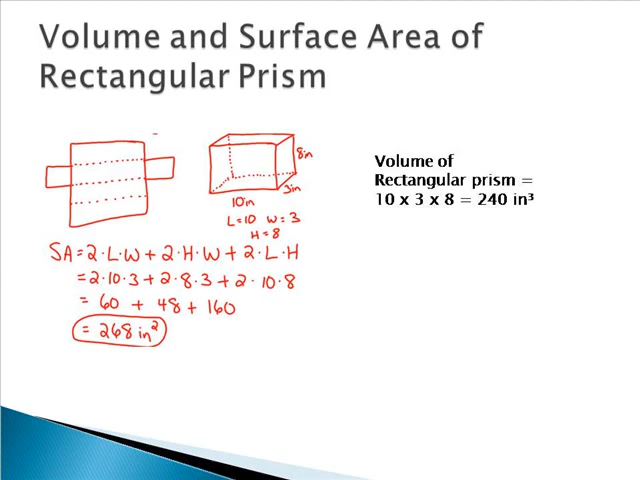 Volume and Surface Area of
Rectangular Prism
8in
3in
10in
L=10 W=3
H=8
SA=2·L·W+2·H·W+2·L·H
=2·10·3+2·8·3+2·10·8
= 60 + 48 + 160
= 268 in²
Volume of
Rectangular prism =
10 x 3 x 8 = 240 in³